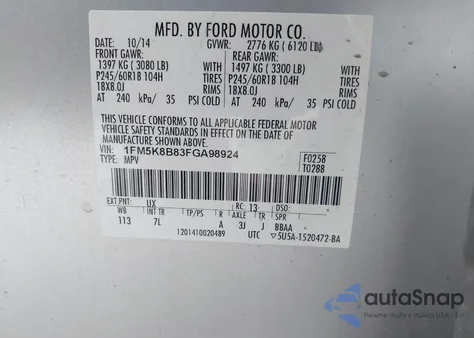 MFD. BY FORD MOTOR CO.
DATE: 10/14 GVWR: 2776 KG ( 6120 LB)
FRONT GAWR: REAR GAWR:
1397 KG ( 3080 LB) WITH 1497 KG ( 3300 LB) WITH
P245/60R18 104H TIRES P245/60R18 104H TIRES
18X8.0J RIMS 18X8.0J RIMS
AT 240 kPa/ 35 PSI COLD AT 240 kPa/ 35 PSI COLD
THIS VEHICLE CONFORMS TO ALL APPLICABLE FEDERAL MOTOR
VEHICLE SAFETY STANDARDS IN EFFECT ON THE DATE OF
MANUFACTURE SHOWN ABOVE.
VIN: 1FM5K8B83FGA98924
TYPE: MPV
F0258
T0288
EXT PNT: UX RC: 13 DSO:
WB INT TR TP/PS R AXLE TR SPR
113 7L A 3J J BBAA
1201410020489 UTC 5U5A-1520472-BA
autoSnap